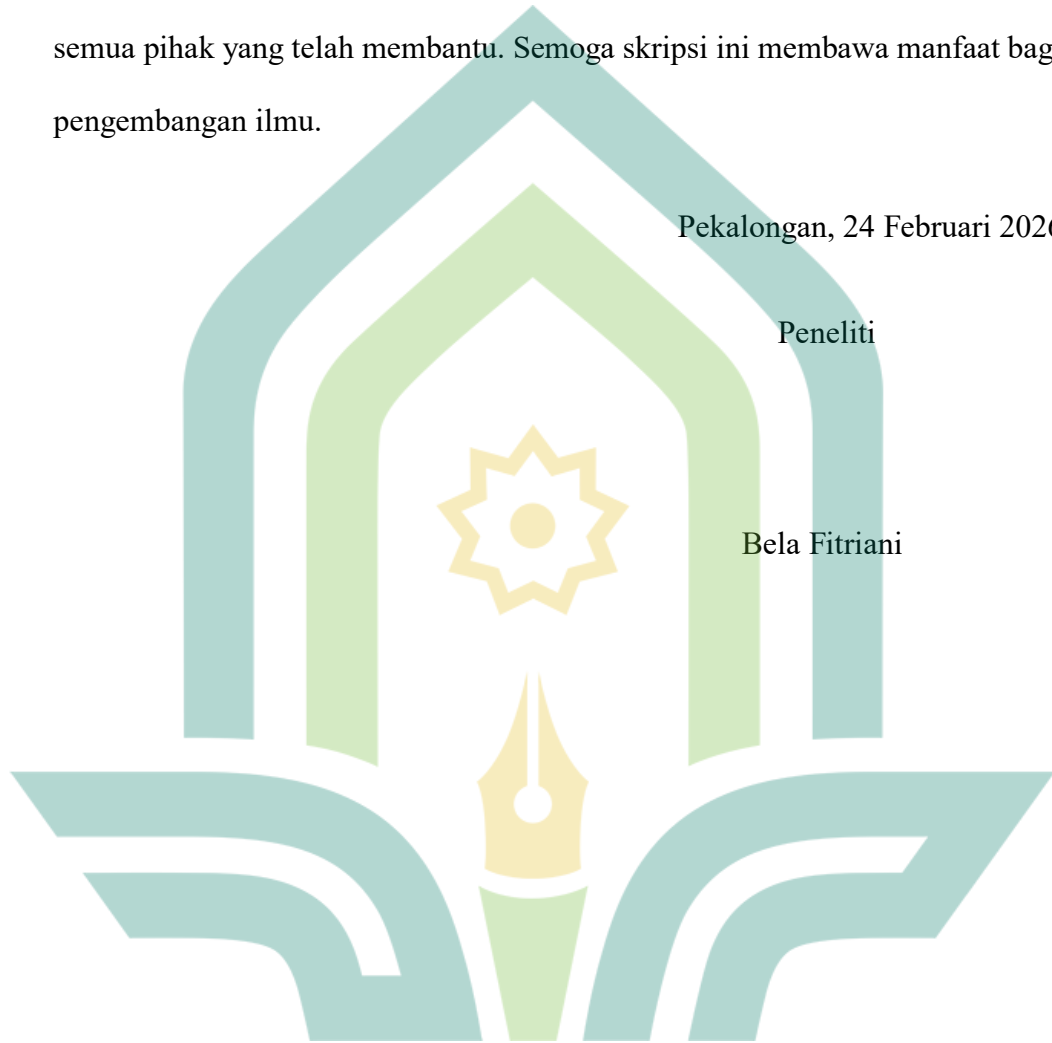 semua pihak yang telah membantu. Semoga skripsi ini membawa manfaat bag
pengembangan ilmu.
Pekalongan, 24 Februari 2026
Peneliti
Bela Fitriani